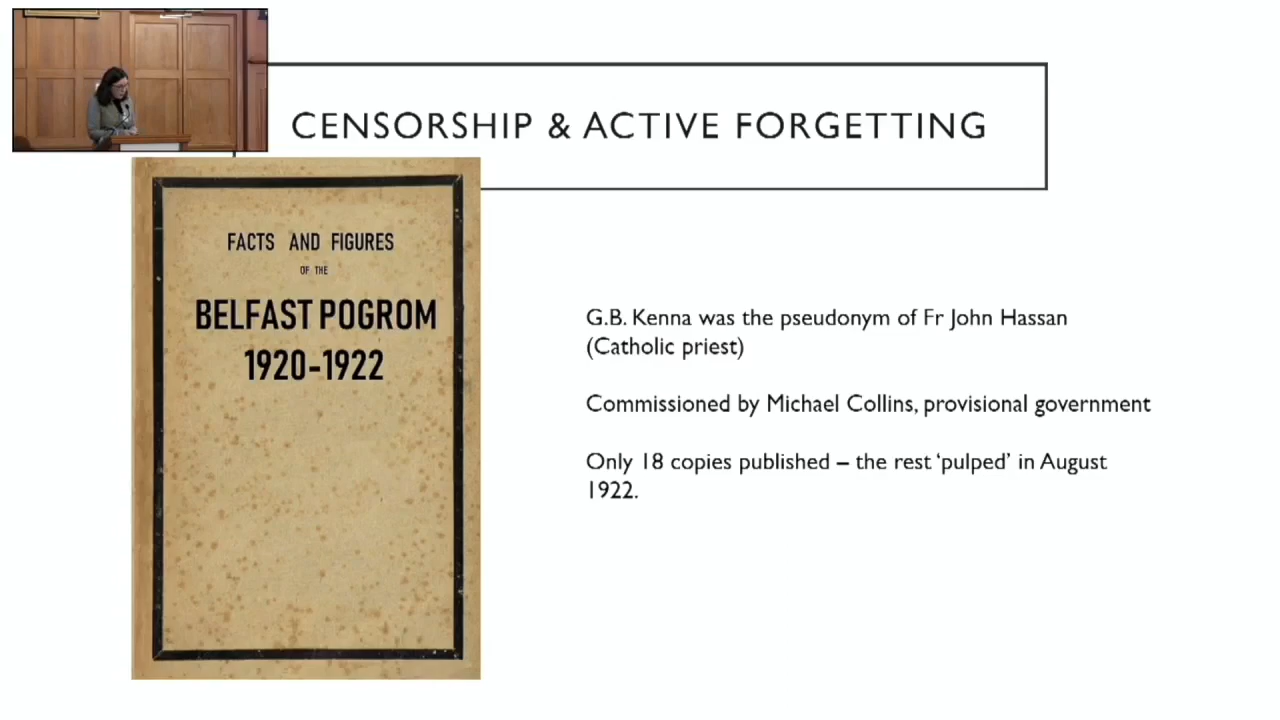 CENSORSHIP & ACTIVE FORGETTING
FACTS AND FIGURES
OF THE
BELFAST POGROM
1920-1922
G.B. Kenna was the pseudonym of Fr John Hassan
(Catholic priest)
Commissioned by Michael Collins, provisional government
Only 18 copies published – the rest ‘pulped’ in August
1922.